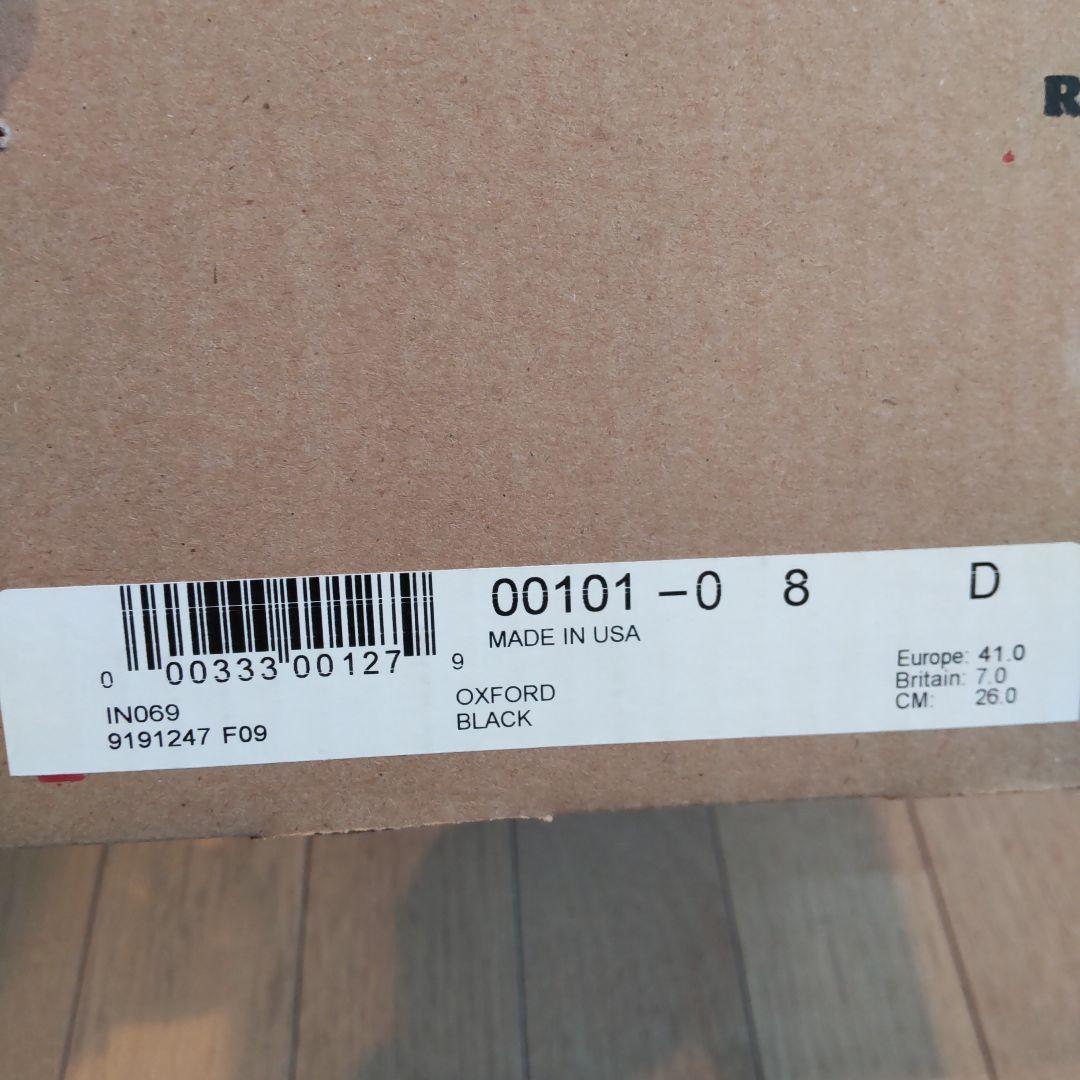 00101 -0 8 D
MADE IN USA
0 00333 00127 9
Europe: 41.0
Britain: 7.0
CM: 26.0
IN069
9191247 F09
OXFORD
BLACK